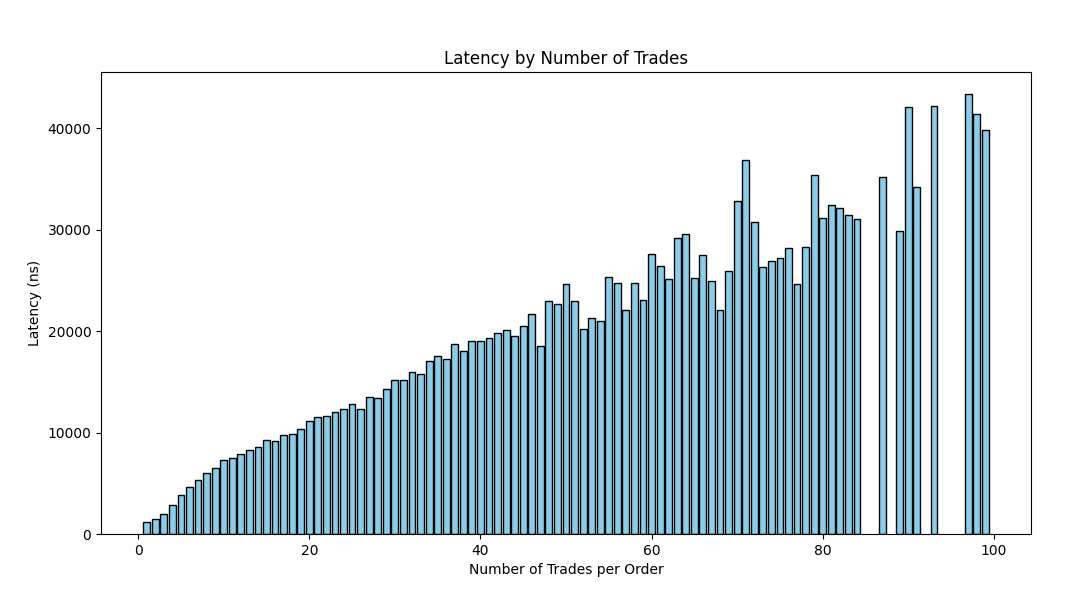 Latency by Number of Trades
Latency (ns)
40000
30000
20000
10000
0
0 20 40 60 80 100
Number of Trades per Order